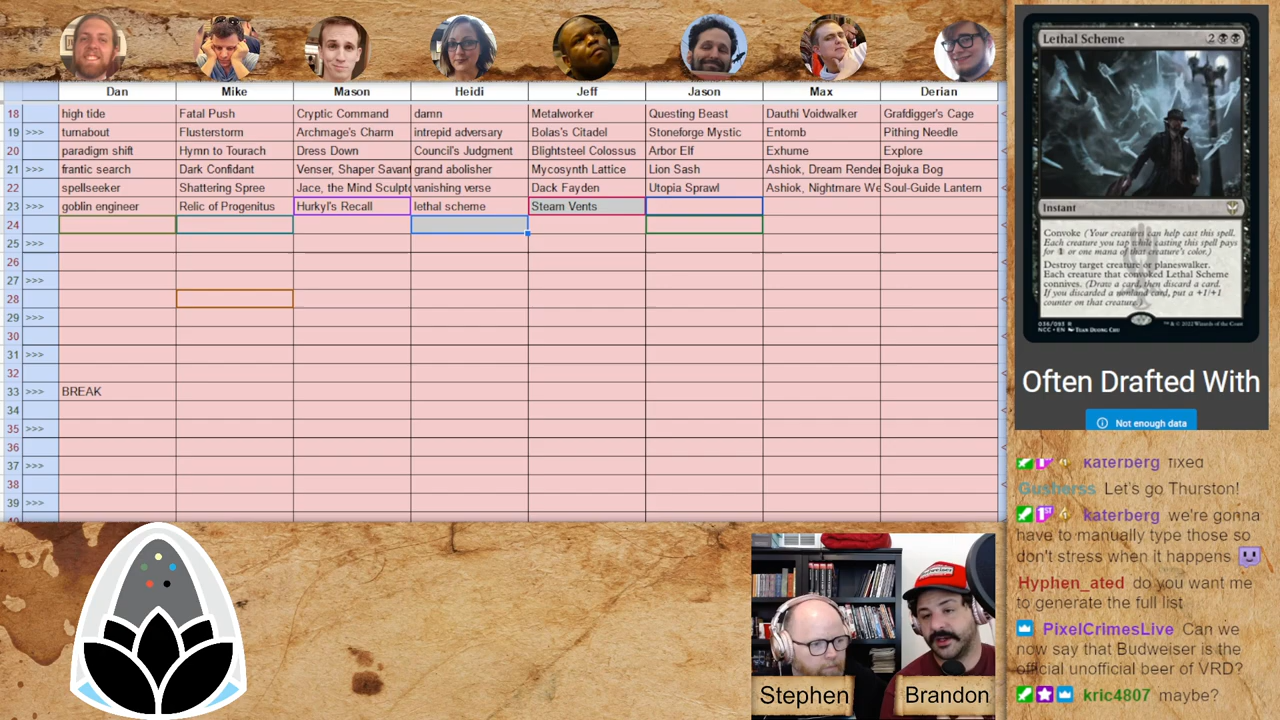 Dan Mike Mason Heidi Jeff Jason Max Derian
18 high tide Fatal Push Cryptic Command damn Metalworker Questing Beast Dauthi Voidwalker Grafdigger's Cage
19 >>> turnabout Flusterstorm Archmage's Charm intrepid adversary Bolas's Citadel Stoneforge Mystic Entomb Pithing Needle
20 paradigm shift Hymn to Tourach Dress Down Council's Judgment Blightsteel Colossus Arbor Elf Exhume Explore
21 >>> frantic search Dark Confidant Venser, Shaper Savant grand abolisher Mycosynth Lattice Lion Sash Ashiok, Dream Render Bojuka Bog
22 spellseeker Shattering Spree Jace, the Mind Sculpto vanishing verse Dack Fayden Utopia Sprawl Ashiok, Nightmare We Soul-Guide Lantern
23 >>> goblin engineer Relic of Progenitus Hurkyl's Recall lethal scheme Steam Vents
24
25 >>>
26
27 >>>
28
29 >>>
30
31 >>>
32
33 >>> BREAK
34
35 >>>
36
37 >>>
38
39 >>>
Lethal Scheme 2
Instant
Convoke (Your creatures can help cast this spell.
Each creature you tap while casting this spell pays
for 1 or one mana of that creature's color.)
Destroy target creature or planeswalker.
Each creature that convoked Lethal Scheme
connives. (Draw a card, then discard a card.
If you discarded a nonland card, put a +1/+1
counter on that creature.)
Often Drafted With
Not enough data
katerberg fixed
Let's go Thurston!
katerberg we're gonna
have to manually type those so
don't stress when it happens
Hyphen_ated do you want me
to generate the full list
PixelCrimesLive Can we
now say that Budweiser is the
official unofficial beer of VRD?
kric4807 maybe?
Stephen
Brandon